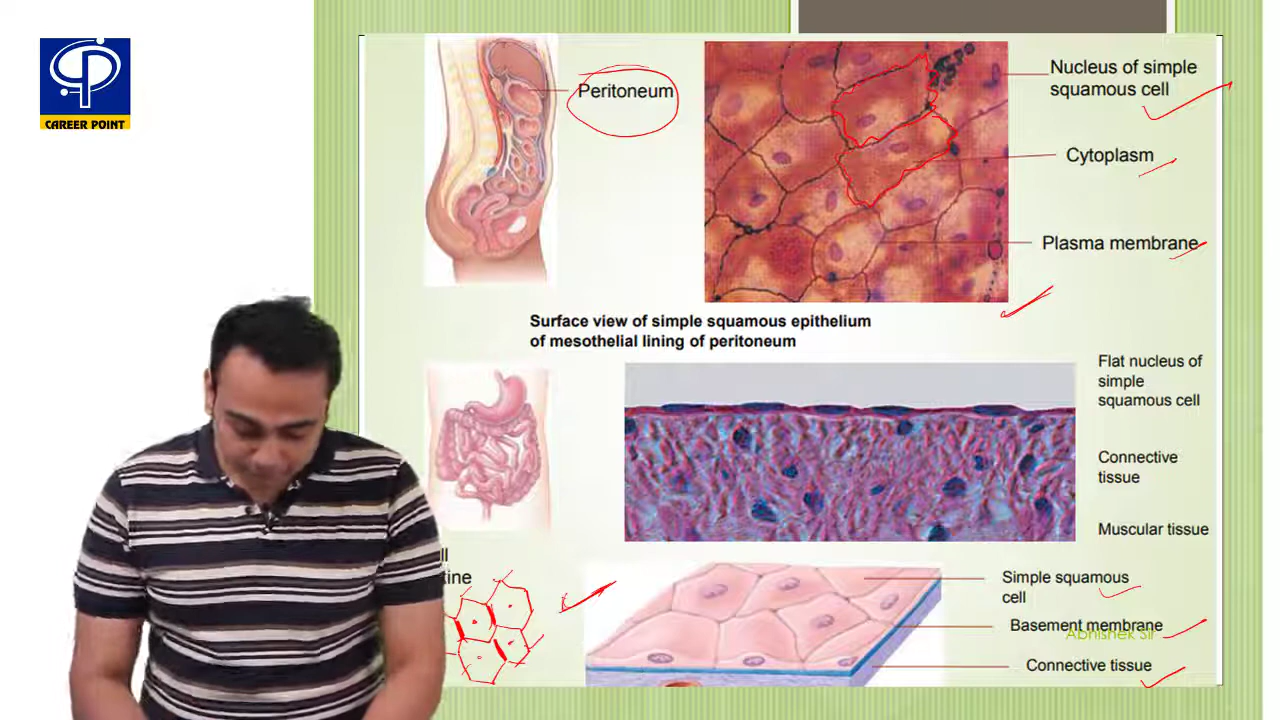 CAREER POINT
Peritoneum
Nucleus of simple
squamous cell
Cytoplasm
Plasma membrane
Surface view of simple squamous epithelium
of mesothelial lining of peritoneum
Flat nucleus of
simple
squamous cell
Connective
tissue
Muscular tissue
ll
tine
Simple squamous
cell
Basement membrane
Abhishek Sir
Connective tissue